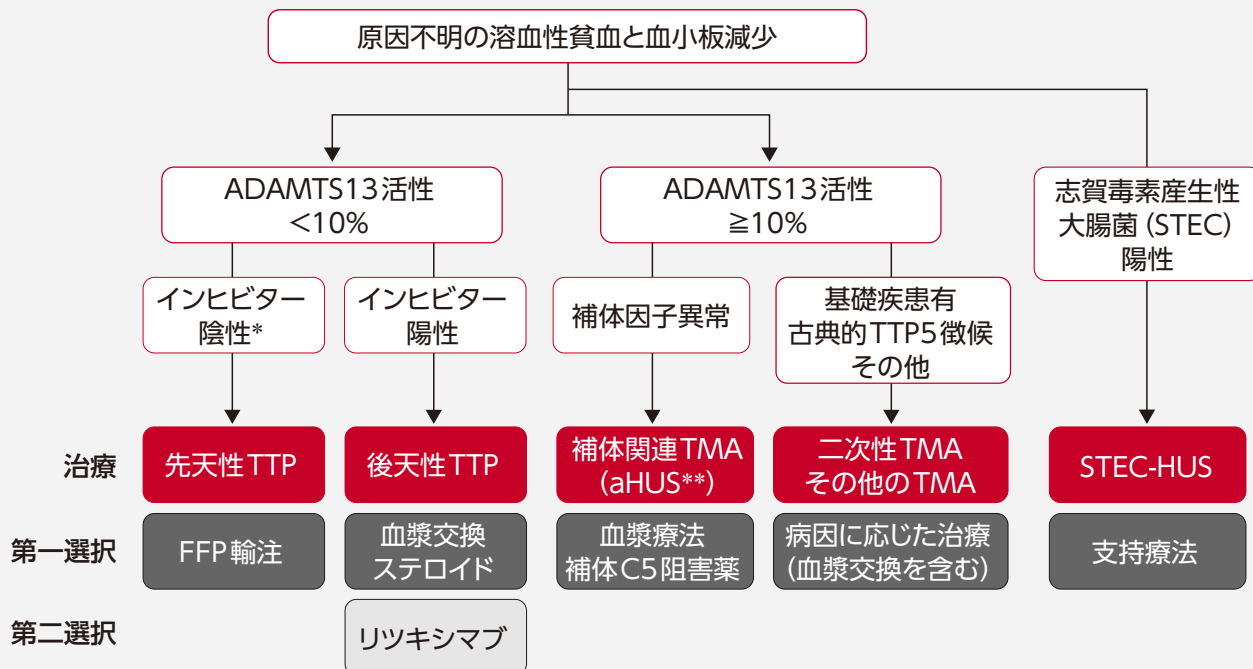 原因不明の溶血性貧血と血小板減少
ADAMTS13活性
<10%
ADAMTS13活性
≧10%
志賀毒素産生性
大腸菌(STEC)
陽性
インヒビター
陰性*
インヒビター
陽性
補体因子異常
基礎疾患有
古典的TTP5徴候
その他
治療
先天性TTP
後天性TTP
補体関連TMA
(aHUS**)
二次性TMA
その他のTMA
STEC-HUS
第一選択
FFP輸注
血漿交換
ステロイド
血漿療法
補体C5阻害薬
病因に応じた治療
(血漿交換を含む)
支持療法
第二選択
リツキシマブ